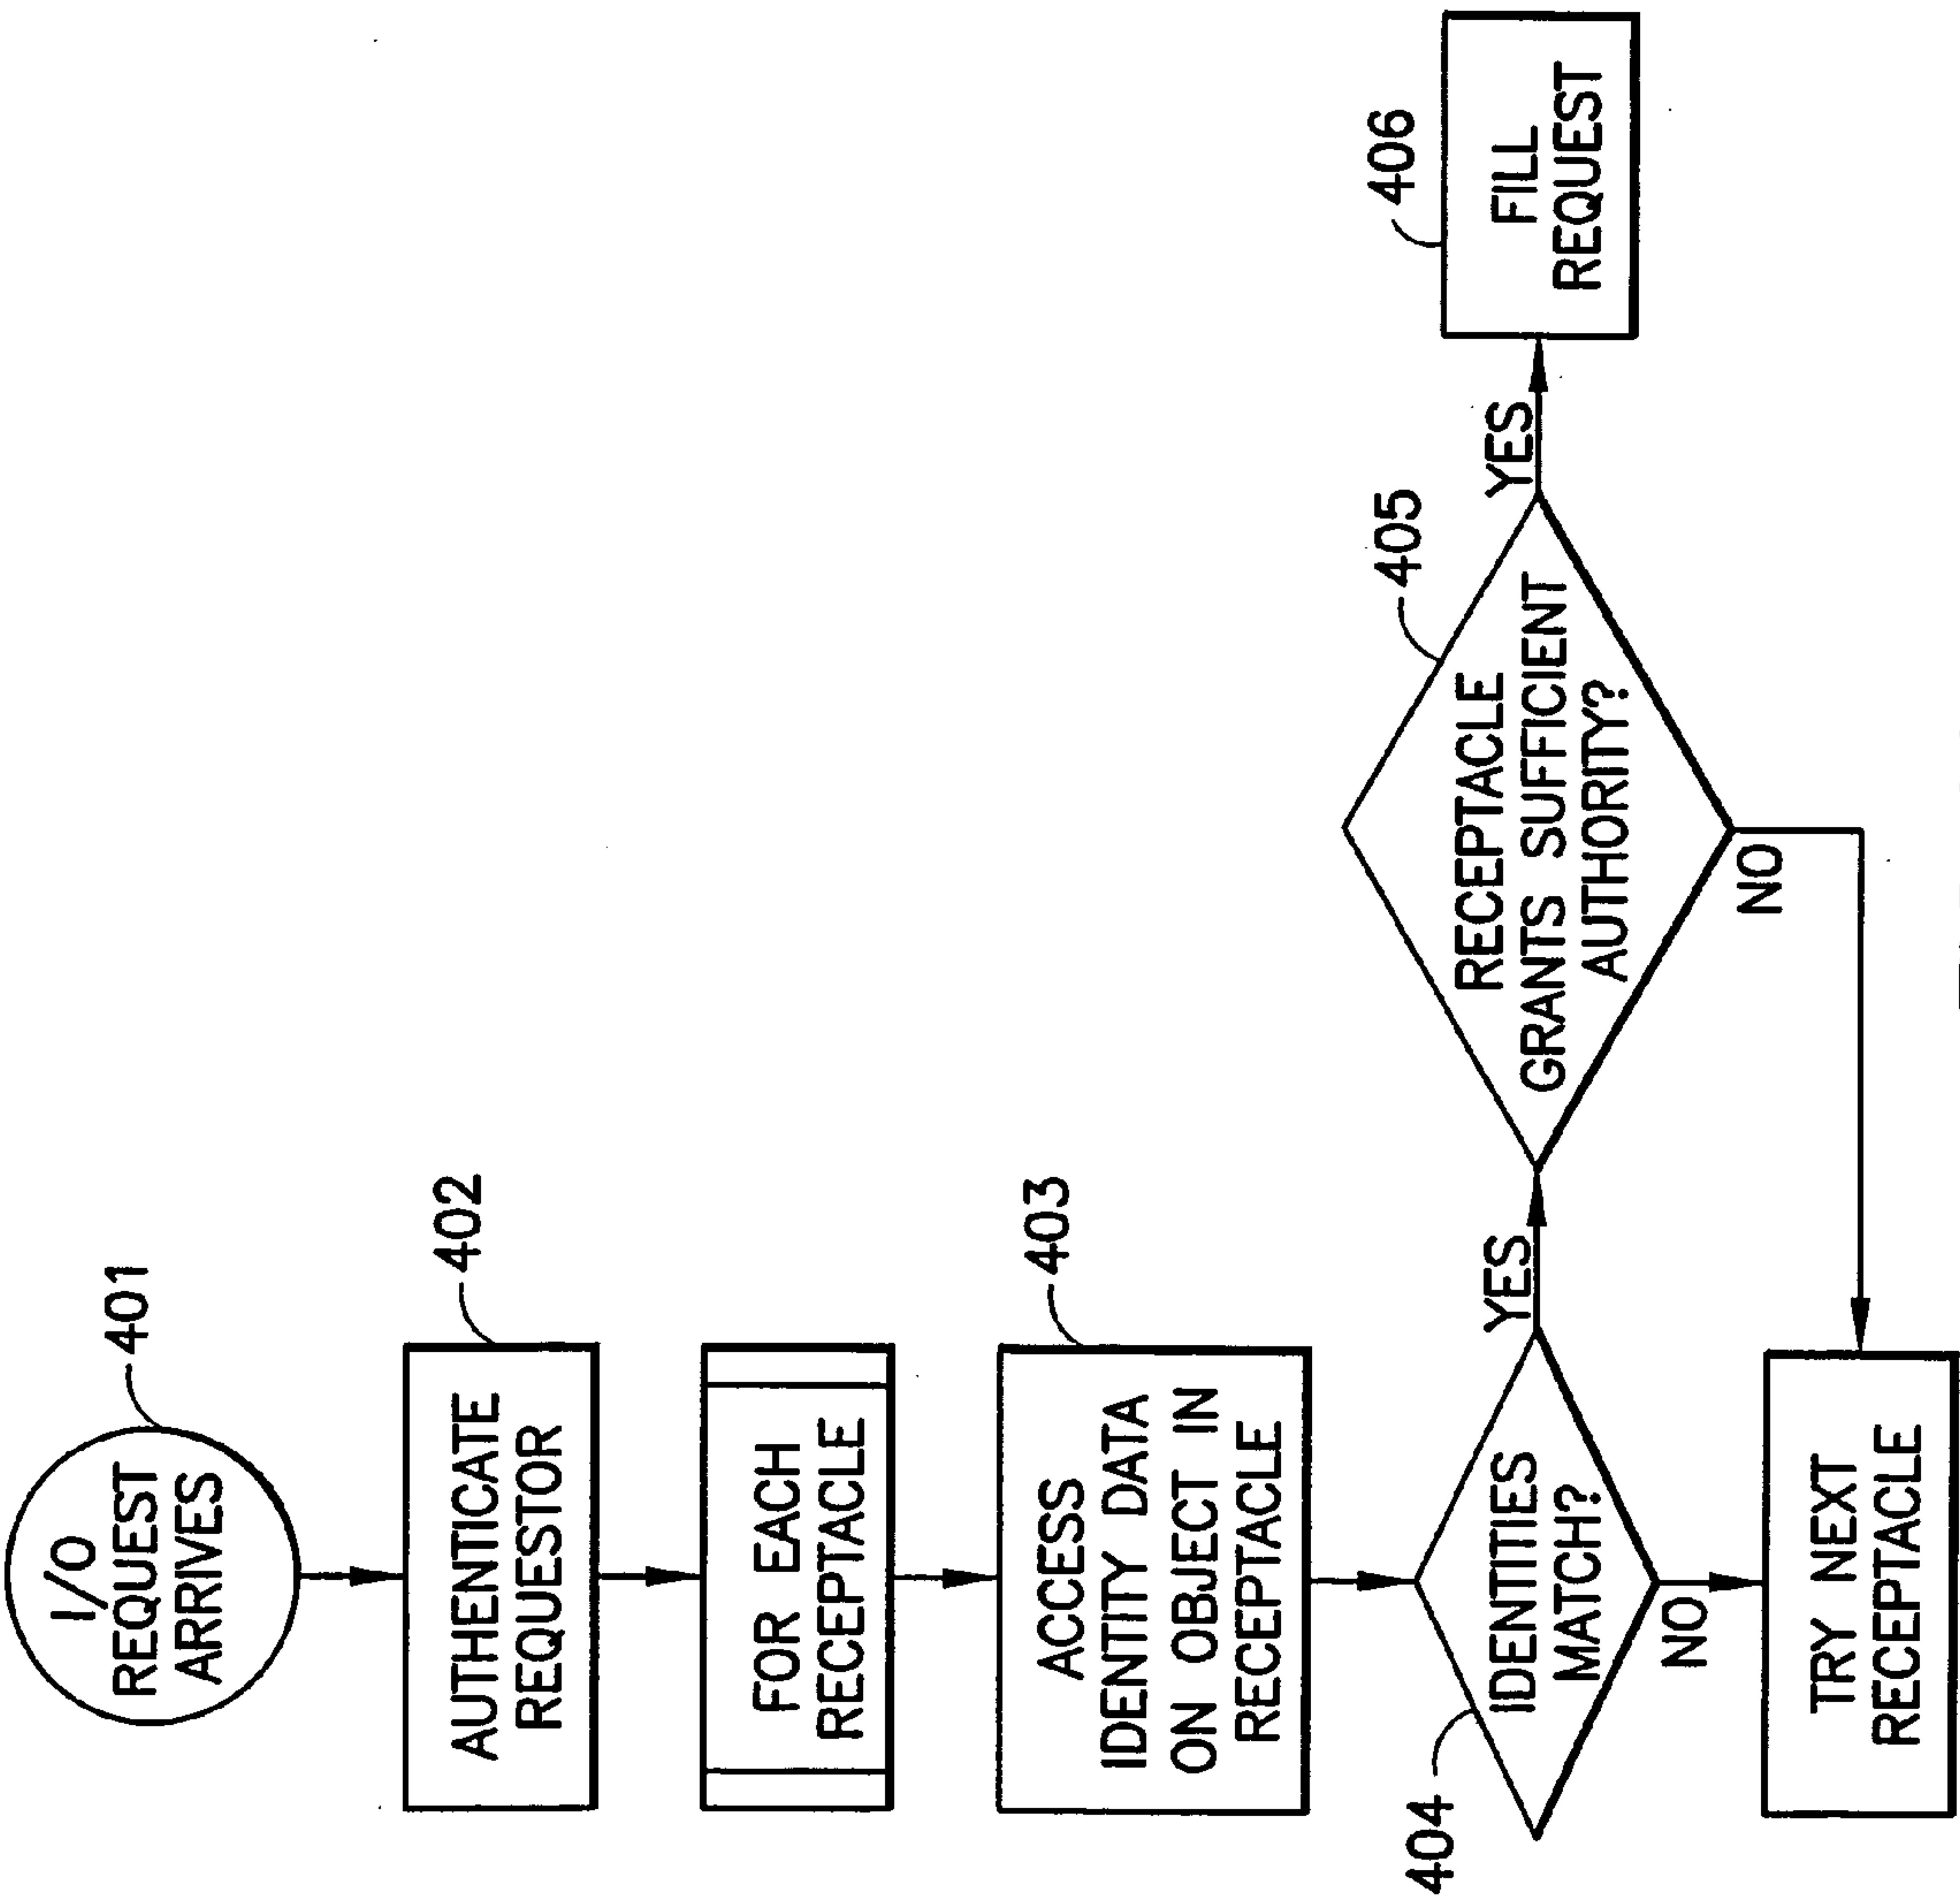 I/O
REQUEST
ARRIVES
401
AUTHENTICATE
REQUESTOR
402
FOR EACH
RECEPTACLE
ACCESS
IDENTITY DATA
ON OBJECT IN
RECEPTACLE
403
404
IDENTITIES
MATCH?
YES
NO
RECEPTACLE
GRANTS SUFFICIENT
AUTHORITY?
405
YES
NO
FILL
REQUEST
406
TRY NEXT
RECEPTACLE